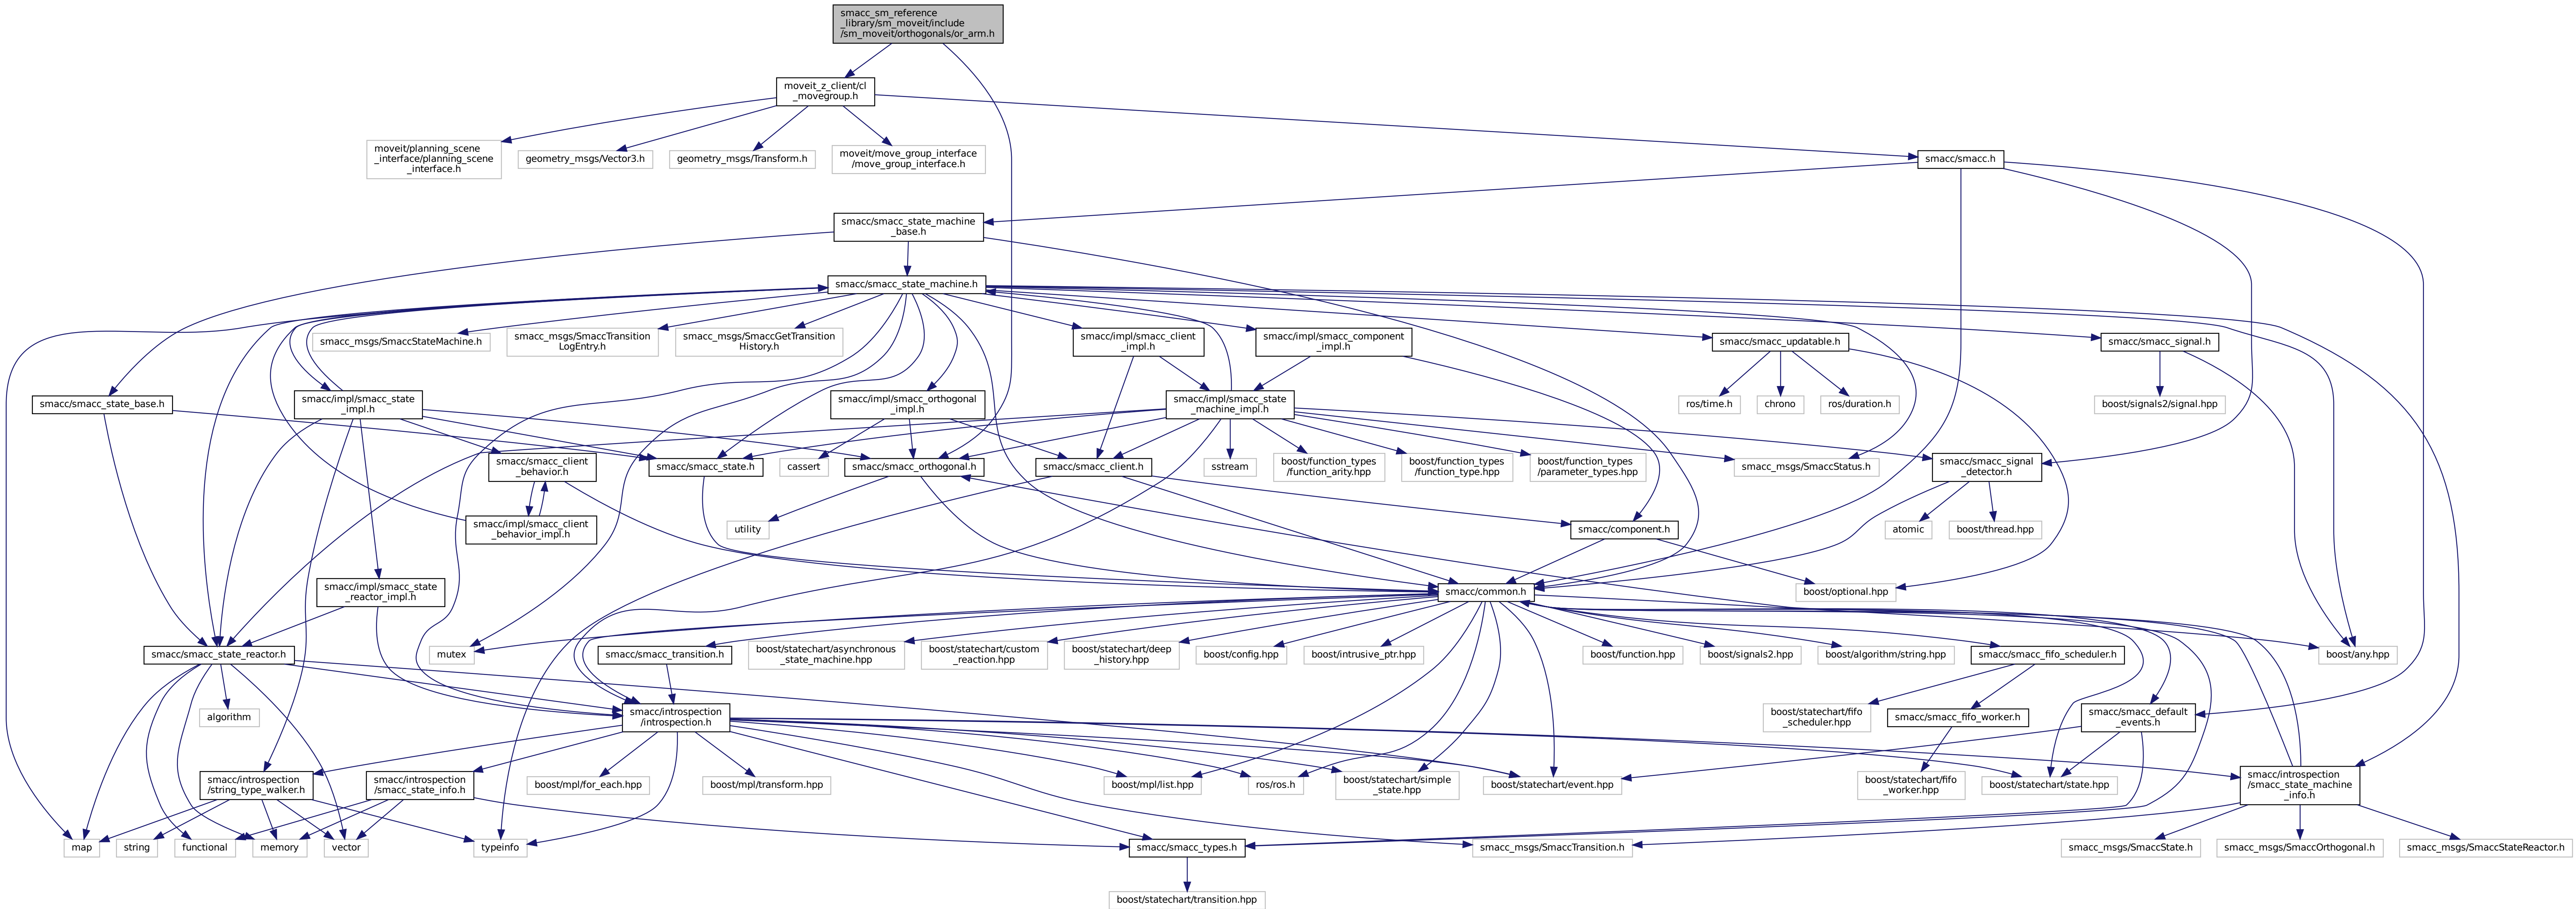 smacc_sm_reference
_library/sm_moveit/include
/sm_moveit/orthogonals/or_arm.h
moveit_z_client/cl
_movegroup.h
moveit/planning_scene
_interface/planning_scene
_interface.h
geometry_msgs/Vector3.h
geometry_msgs/Transform.h
moveit/move_group_interface
/move_group_interface.h
smacc/smacc.h
smacc/smacc_state_machine
_base.h
smacc/smacc_state_machine.h
smacc_msgs/SmaccStateMachine.h
smacc_msgs/SmaccTransition
LogEntry.h
smacc_msgs/SmaccGetTransition
History.h
smacc/impl/smacc_client
_impl.h
smacc/impl/smacc_component
_impl.h
smacc/smacc_updatable.h
smacc/smacc_signal.h
smacc/smacc_state_base.h
smacc/impl/smacc_state
_impl.h
smacc/impl/smacc_orthogonal
_impl.h
smacc/impl/smacc_state
_machine_impl.h
ros/time.h
chrono
ros/duration.h
boost/signals2/signal.hpp
smacc/smacc_client
_behavior.h
smacc/smacc_state.h
cassert
smacc/smacc_orthogonal.h
smacc/smacc_client.h
sstream
boost/function_types
/function_arity.hpp
boost/function_types
/function_type.hpp
boost/function_types
/parameter_types.hpp
smacc_msgs/SmaccStatus.h
smacc/smacc_signal
_detector.h
smacc/impl/smacc_client
_behavior_impl.h
utility
smacc/component.h
atomic
boost/thread.hpp
smacc/impl/smacc_state
_reactor_impl.h
smacc/common.h
boost/optional.hpp
smacc/smacc_state_reactor.h
mutex
smacc/smacc_transition.h
boost/statechart/asynchronous
_state_machine.hpp
boost/statechart/custom
_reaction.hpp
boost/statechart/deep
_history.hpp
boost/config.hpp
boost/intrusive_ptr.hpp
boost/function.hpp
boost/signals2.hpp
boost/algorithm/string.hpp
smacc/smacc_fifo_scheduler.h
boost/any.hpp
algorithm
smacc/introspection
/introspection.h
boost/statechart/fifo
_scheduler.hpp
smacc/smacc_fifo_worker.h
smacc/smacc_default
_events.h
smacc/introspection
/string_type_walker.h
smacc/introspection
/smacc_state_info.h
boost/mpl/for_each.hpp
boost/mpl/transform.hpp
boost/mpl/list.hpp
ros/ros.h
boost/statechart/simple
_state.hpp
boost/statechart/event.hpp
boost/statechart/fifo
_worker.hpp
boost/statechart/state.hpp
smacc/introspection
/smacc_state_machine
_info.h
map
string
functional
memory
vector
typeinfo
smacc/smacc_types.h
smacc_msgs/SmaccTransition.h
smacc_msgs/SmaccState.h
smacc_msgs/SmaccOrthogonal.h
smacc_msgs/SmaccStateReactor.h
boost/statechart/transition.hpp